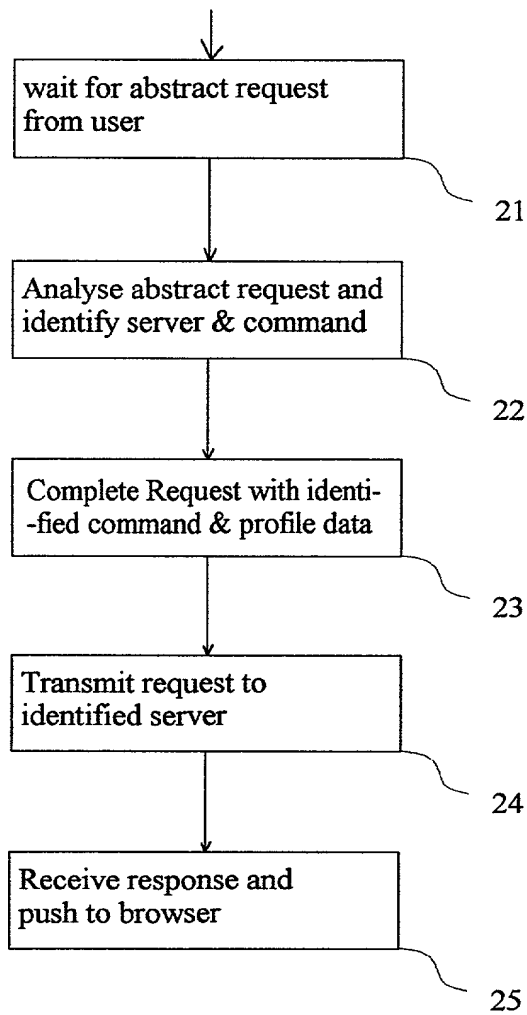 wait for abstract request
from user
21
Analyse abstract request and
identify server & command
22
Complete Request with identi-
-fied command & profile data
23
Transmit request to
identified server
24
Receive response and
push to browser
25